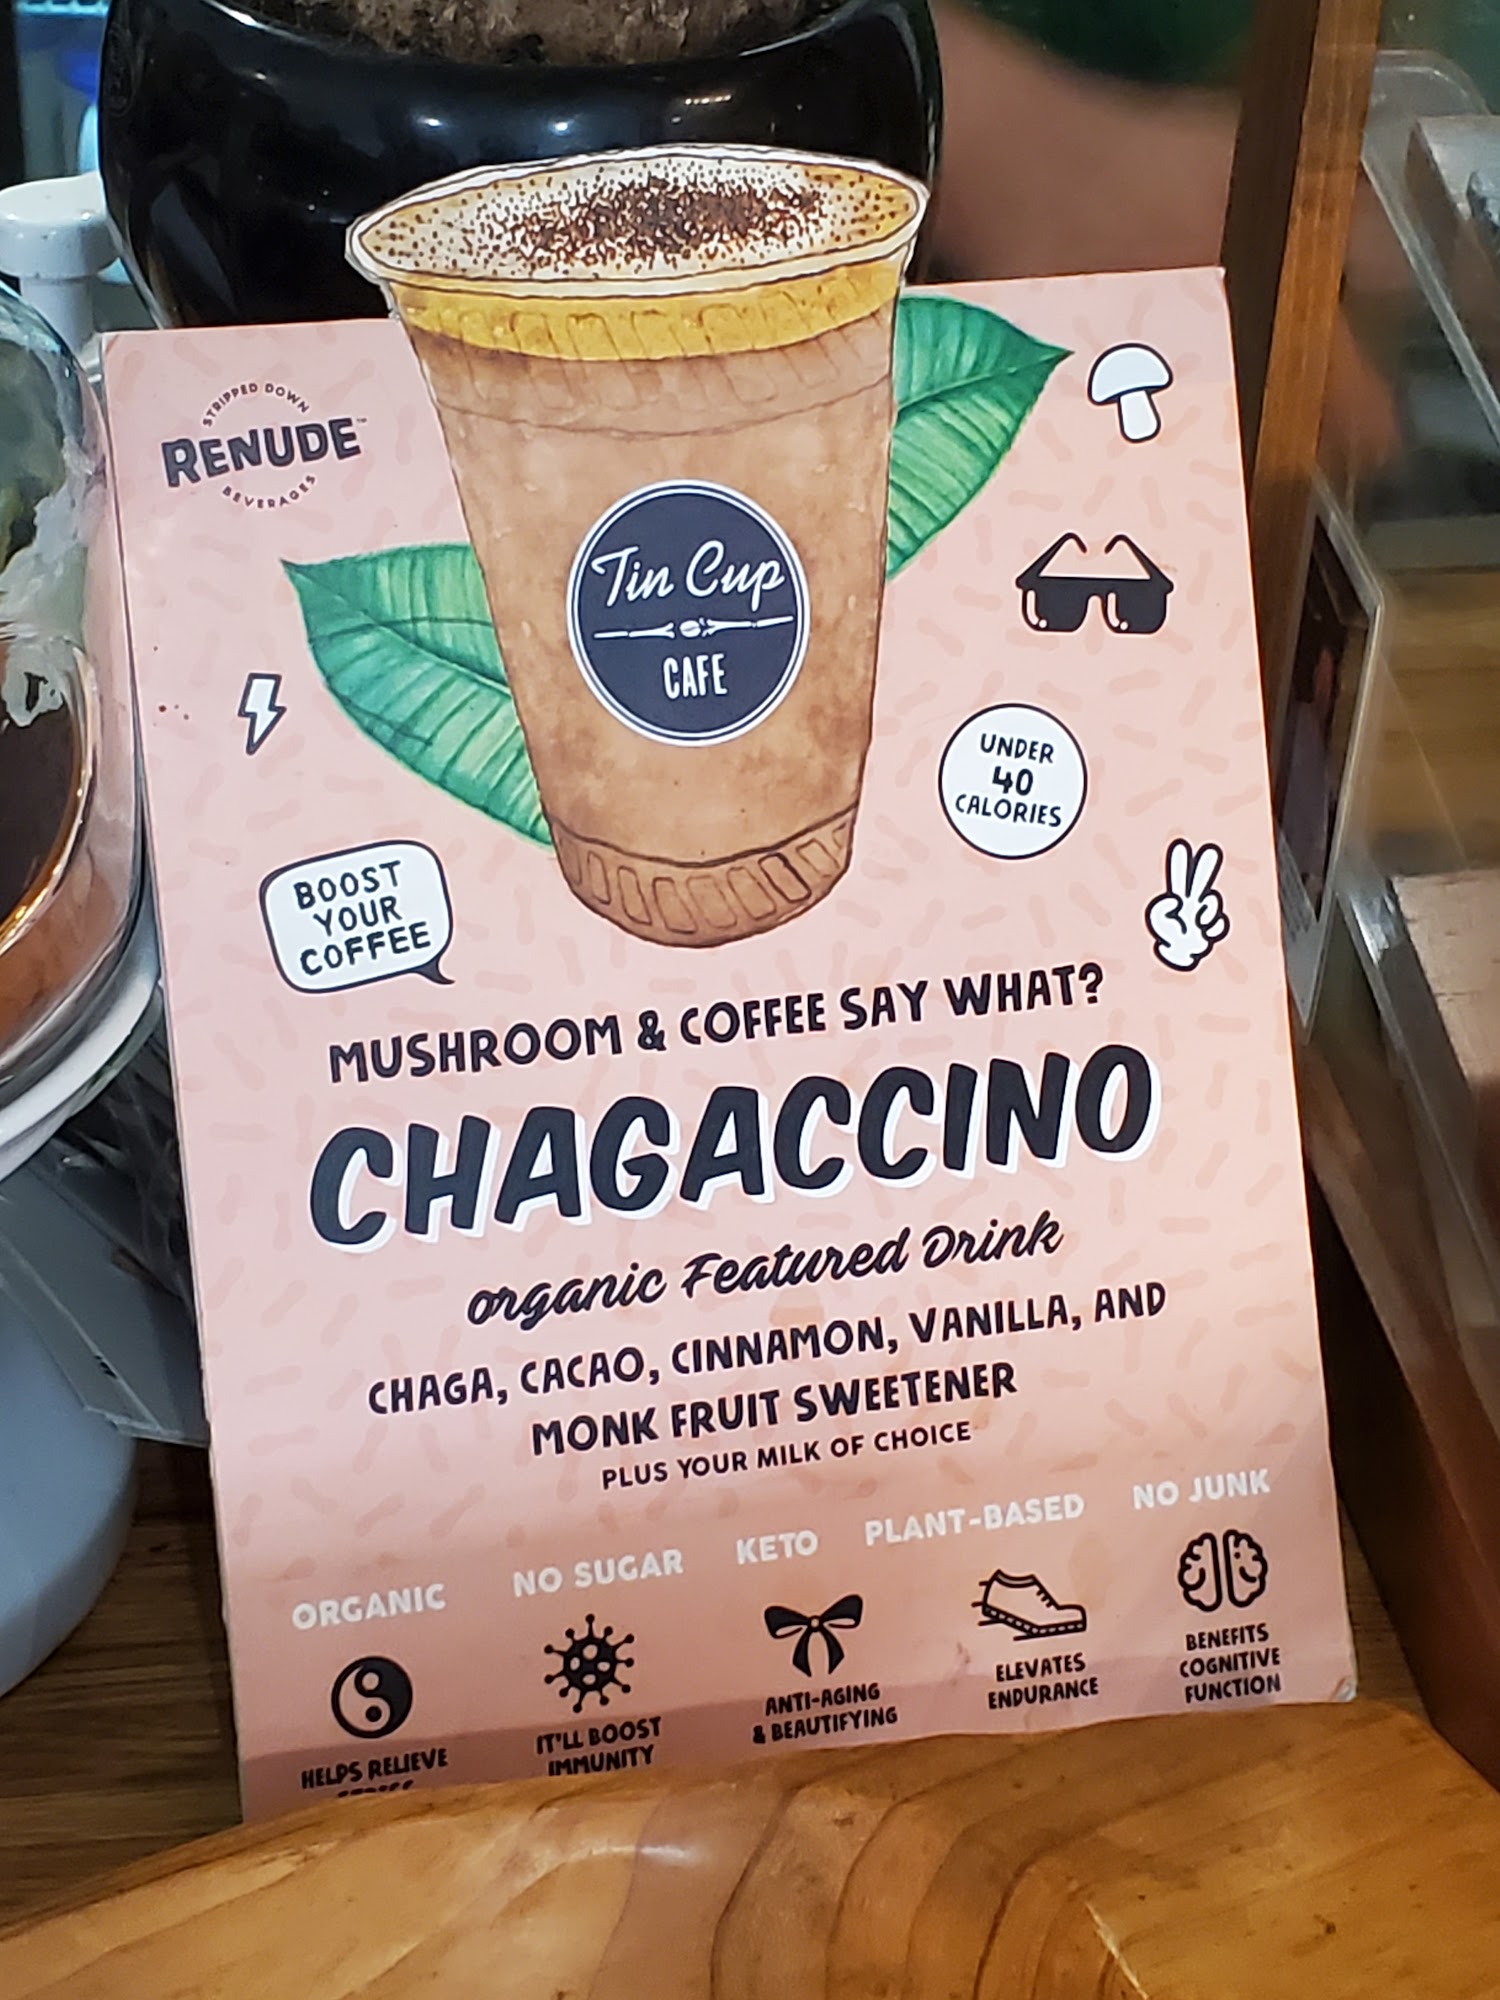 STRIPPED DOWN
RENUDE™
BEVERAGES
Tin Cup
CAFE
UNDER
40
CALORIES
BOOST
YOUR
COFFEE
MUSHROOM & COFFEE SAY WHAT?
CHAGACCINO
organic Featured Drink
CHAGA, CACAO, CINNAMON, VANILLA, AND
MONK FRUIT SWEETENER
PLUS YOUR MILK OF CHOICE
ORGANIC NO SUGAR KETO PLANT-BASED NO JUNK
HELPS RELIEVE
IT'LL BOOST
IMMUNITY
ANTI-AGING
& BEAUTIFYING
ELEVATES
ENDURANCE
BENEFITS
COGNITIVE
FUNCTION